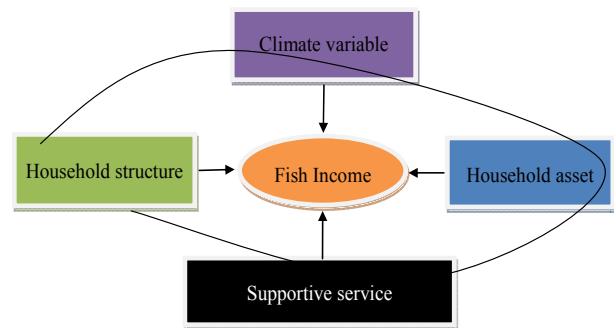 Climate variable
Household structure
Fish Income
Household asset
Supportive service